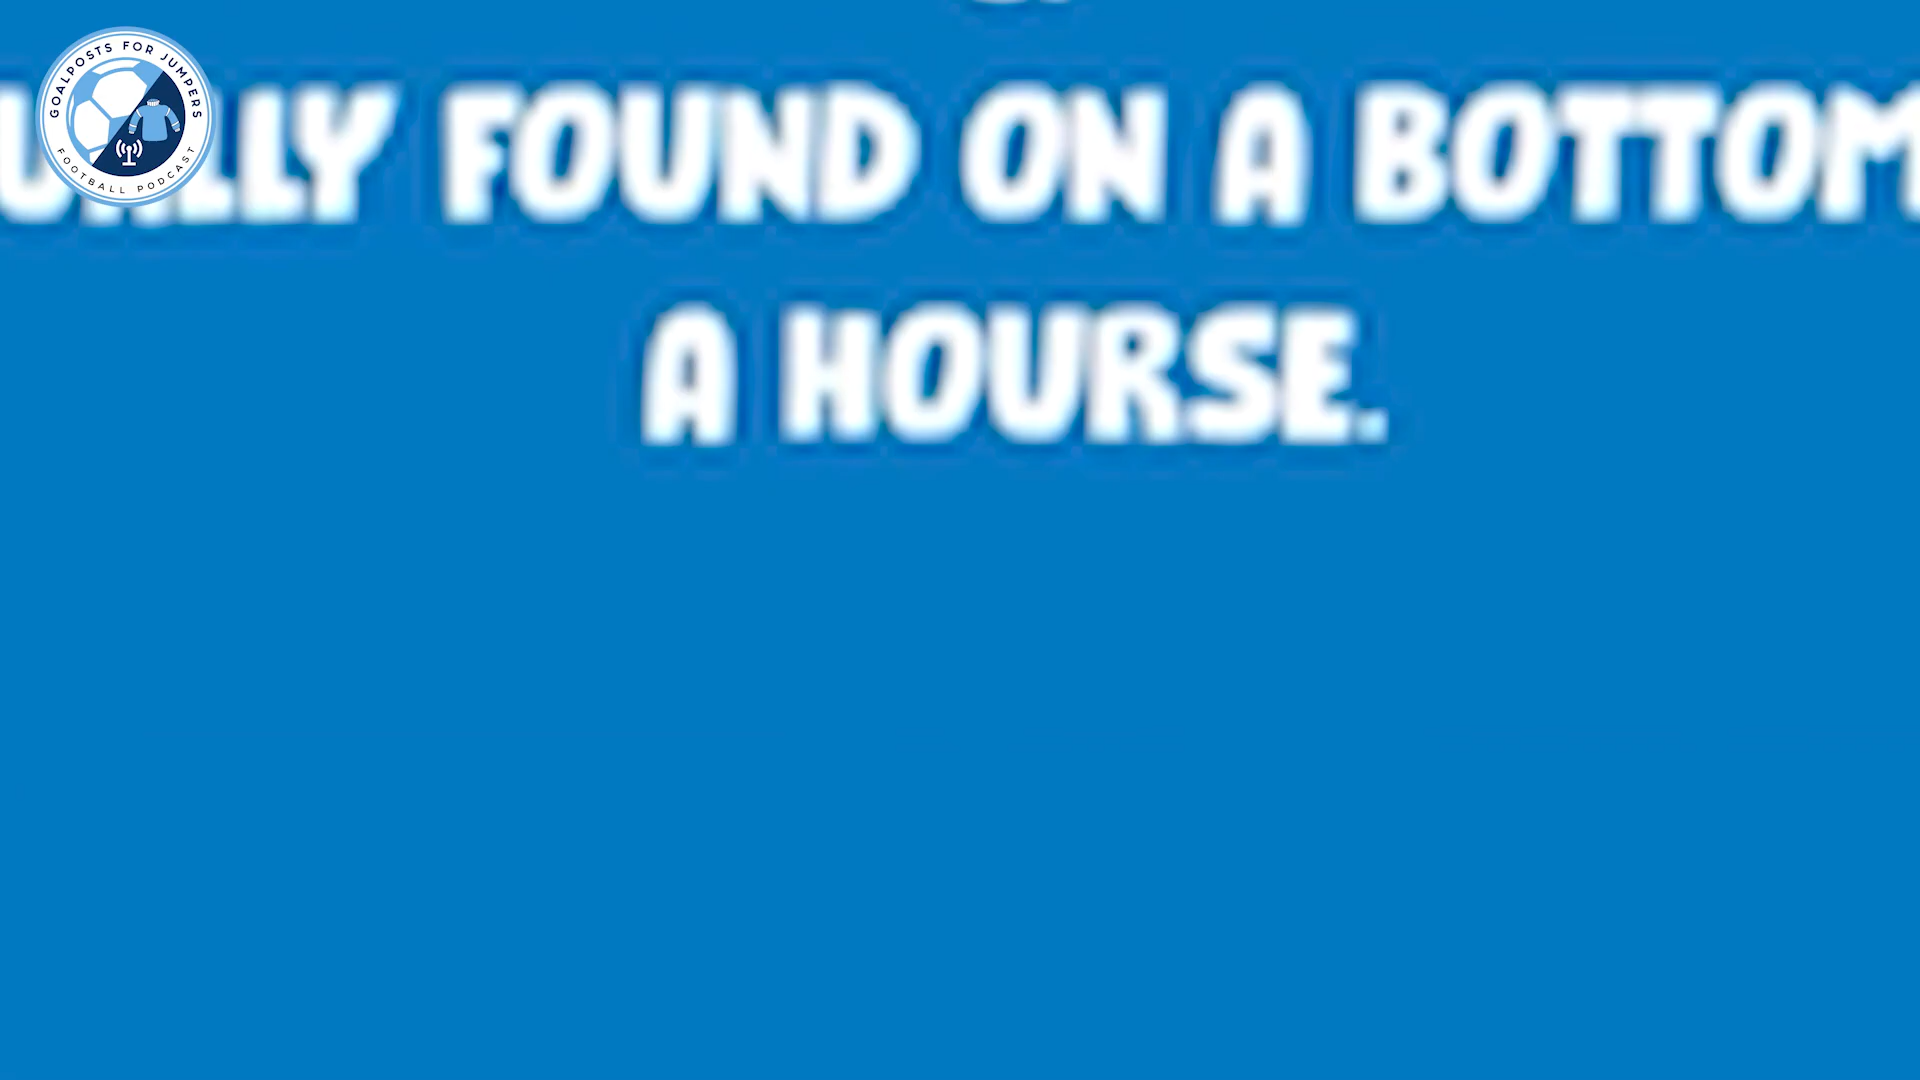 GOALPOSTS FOR JUMPERS
FOOTBALL PODCAST
FOUND ON A BOTTOM
A HOURSE.